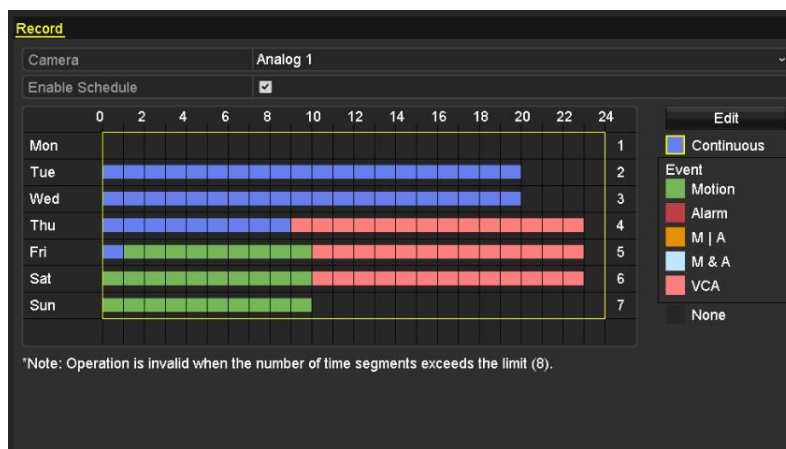 Record
Camera Analog 1
Enable Schedule
0 2 4 6 8 10 12 14 16 18 20 22 24 Edit
Mon 1 Continuous
Tue 2 Event
Motion
Wed 3
Alarm
Thu 4
M | A
Fri 5
M & A
Sat 6
VCA
Sun 7
None
*Note: Operation is invalid when the number of time segments exceeds the limit (8).